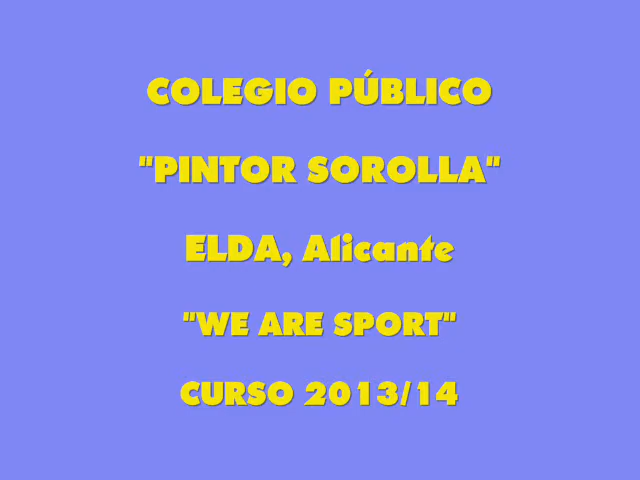 COLEGIO PÚBLICO
"PINTOR SOROLLA"
ELDA, Alicante
"WE ARE SPORT"
CURSO 2013/14